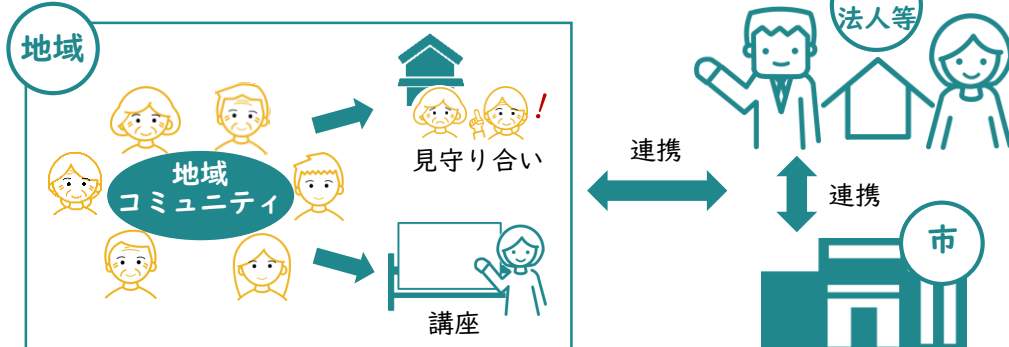 地域
地域
コミュニティ
見守り合い
講座
連携
法人等
連携
市